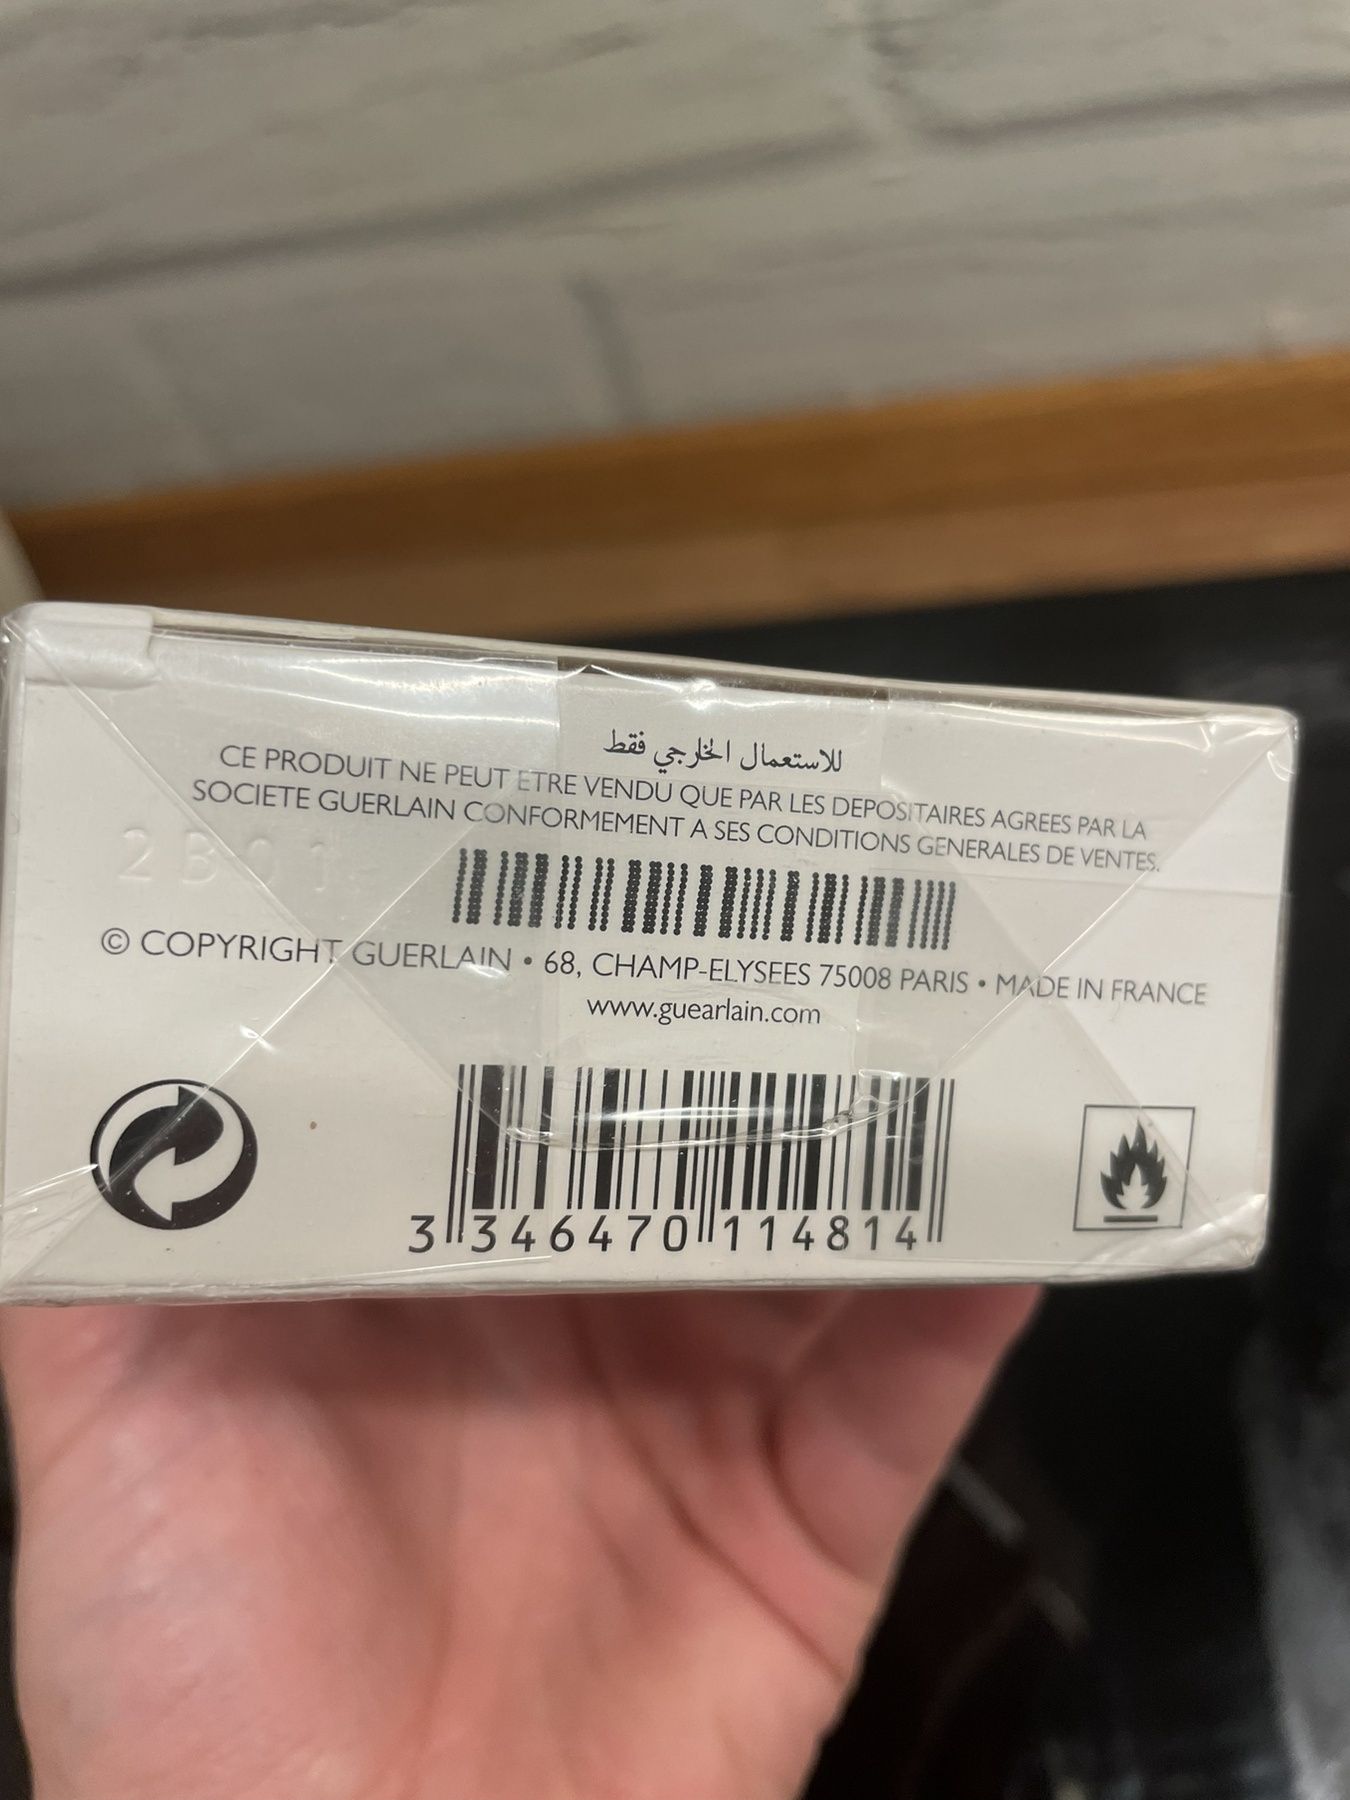 للاستعمال الخارجي فقط
CE PRODUIT NE PEUT ETRE VENDU QUE PAR LES DEPOSITAIRES AGREES PAR LA
SOCIETE GUERLAIN CONFORMEMENT A SES CONDITIONS GENERALES DE VENTES.
2B01
© COPYRIGHT GUERLAIN • 68, CHAMP-ELYSEES 75008 PARIS • MADE IN FRANCE
www.guearlain.com
3 346470 114814